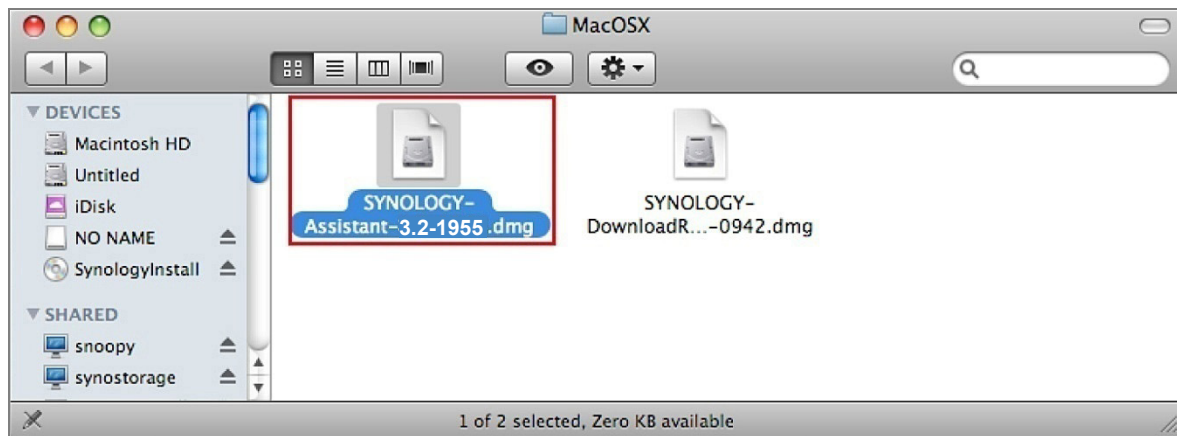 MacOSX
DEVICES
Macintosh HD
Untitled
iDisk
NO NAME
SynologyInstall
SHARED
snoopy
synostorage
SYNOLOGY-
Assistant-3.2-1955.dmg
SYNOLOGY-
DownloadR...-0942.dmg
1 of 2 selected, Zero KB available